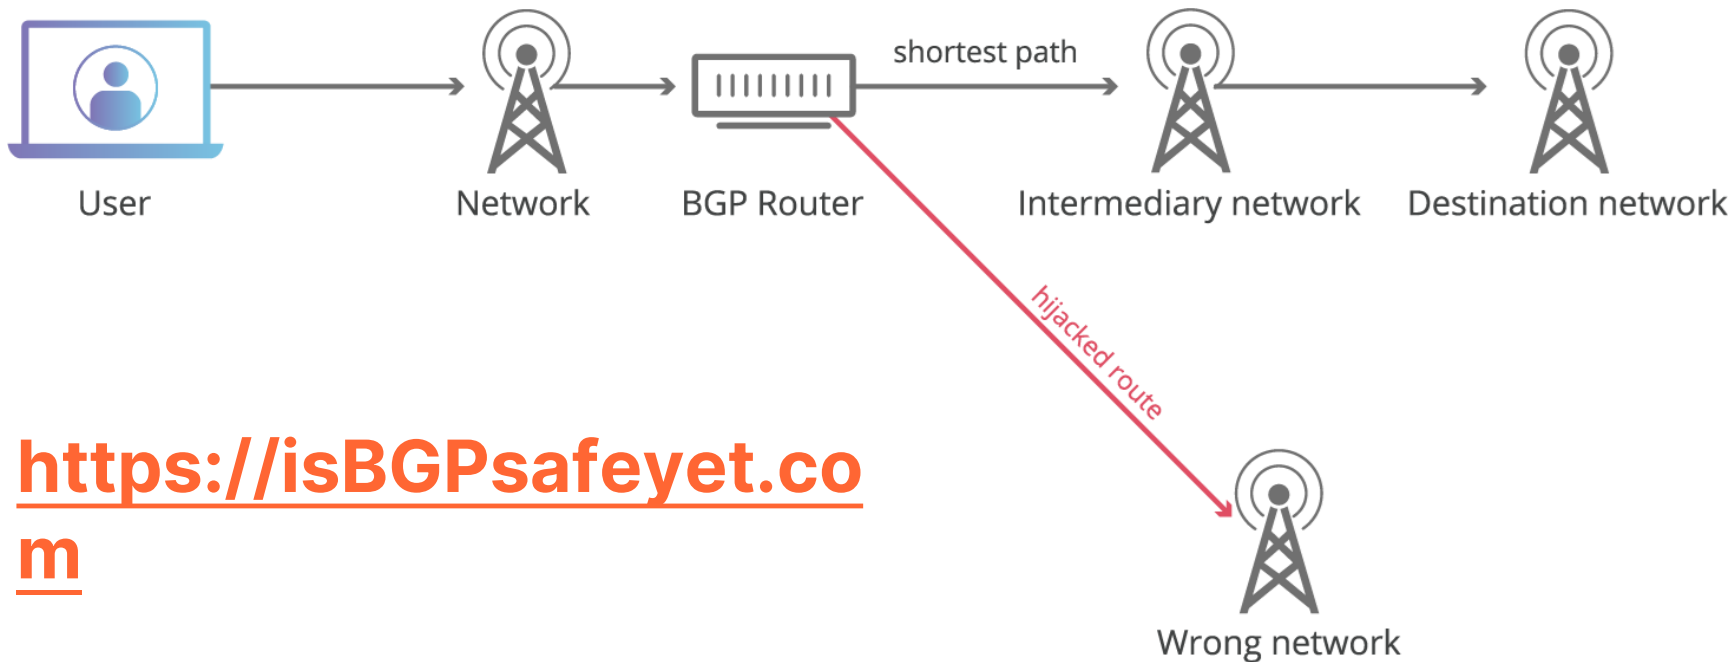 shortest path
User
Network
BGP Router
Intermediary network
Destination network
hijacked route
https://isBGPsafeyet.co
m
Wrong network